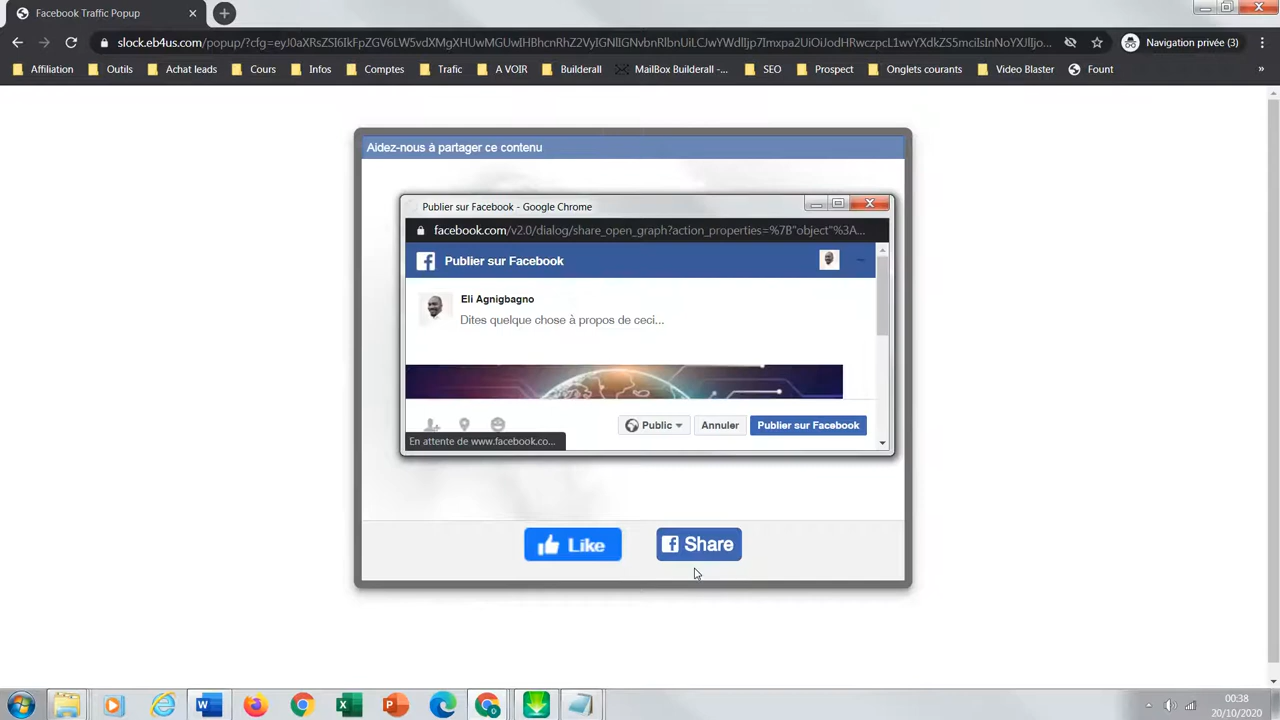 Facebook Traffic Popup
slock.eb4us.com/popup/?cfg=
Navigation privée (3)
Affiliation Outils Achat leads Cours Infos Comptes Trafic A VOIR Builderall MailBox Builderall -... SEO Prospect Onglets courants Video Blaster Fount »
Aidez-nous à partager ce contenu
Publier sur Facebook - Google Chrome
facebook.com/v2.0/dialog/share_open_graph?action_properties=%7B"object"%3A...
Publier sur Facebook
Eli Agnigbagno
Dites quelque chose à propos de ceci...
Public Annuler Publier sur Facebook
En attente de www.facebook.co...
Like Share
00:38
20/10/2020